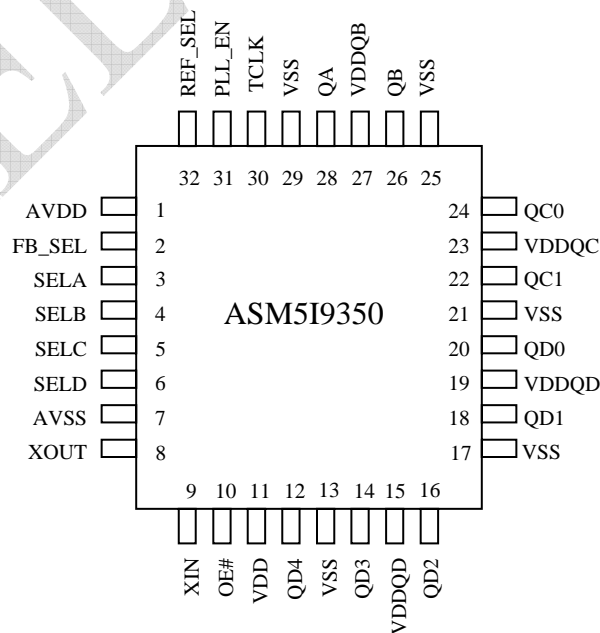 REF_SEL
PLL_EN
TCLK
VSS
QA
VDDQB
QB
VSS
32 31 30 29 28 27 26 25
AVDD 1 24 QC0
FB_SEL 2 23 VDDQC
SELA 3 22 QC1
SELB 4 ASM5I9350 21 VSS
SELC 5 20 QD0
SELD 6 19 VDDQD
AVSS 7 18 QD1
XOUT 8 17 VSS
9 10 11 12 13 14 15 16
XIN
OE#
VDD
QD4
VSS
QD3
VDDQD
QD2